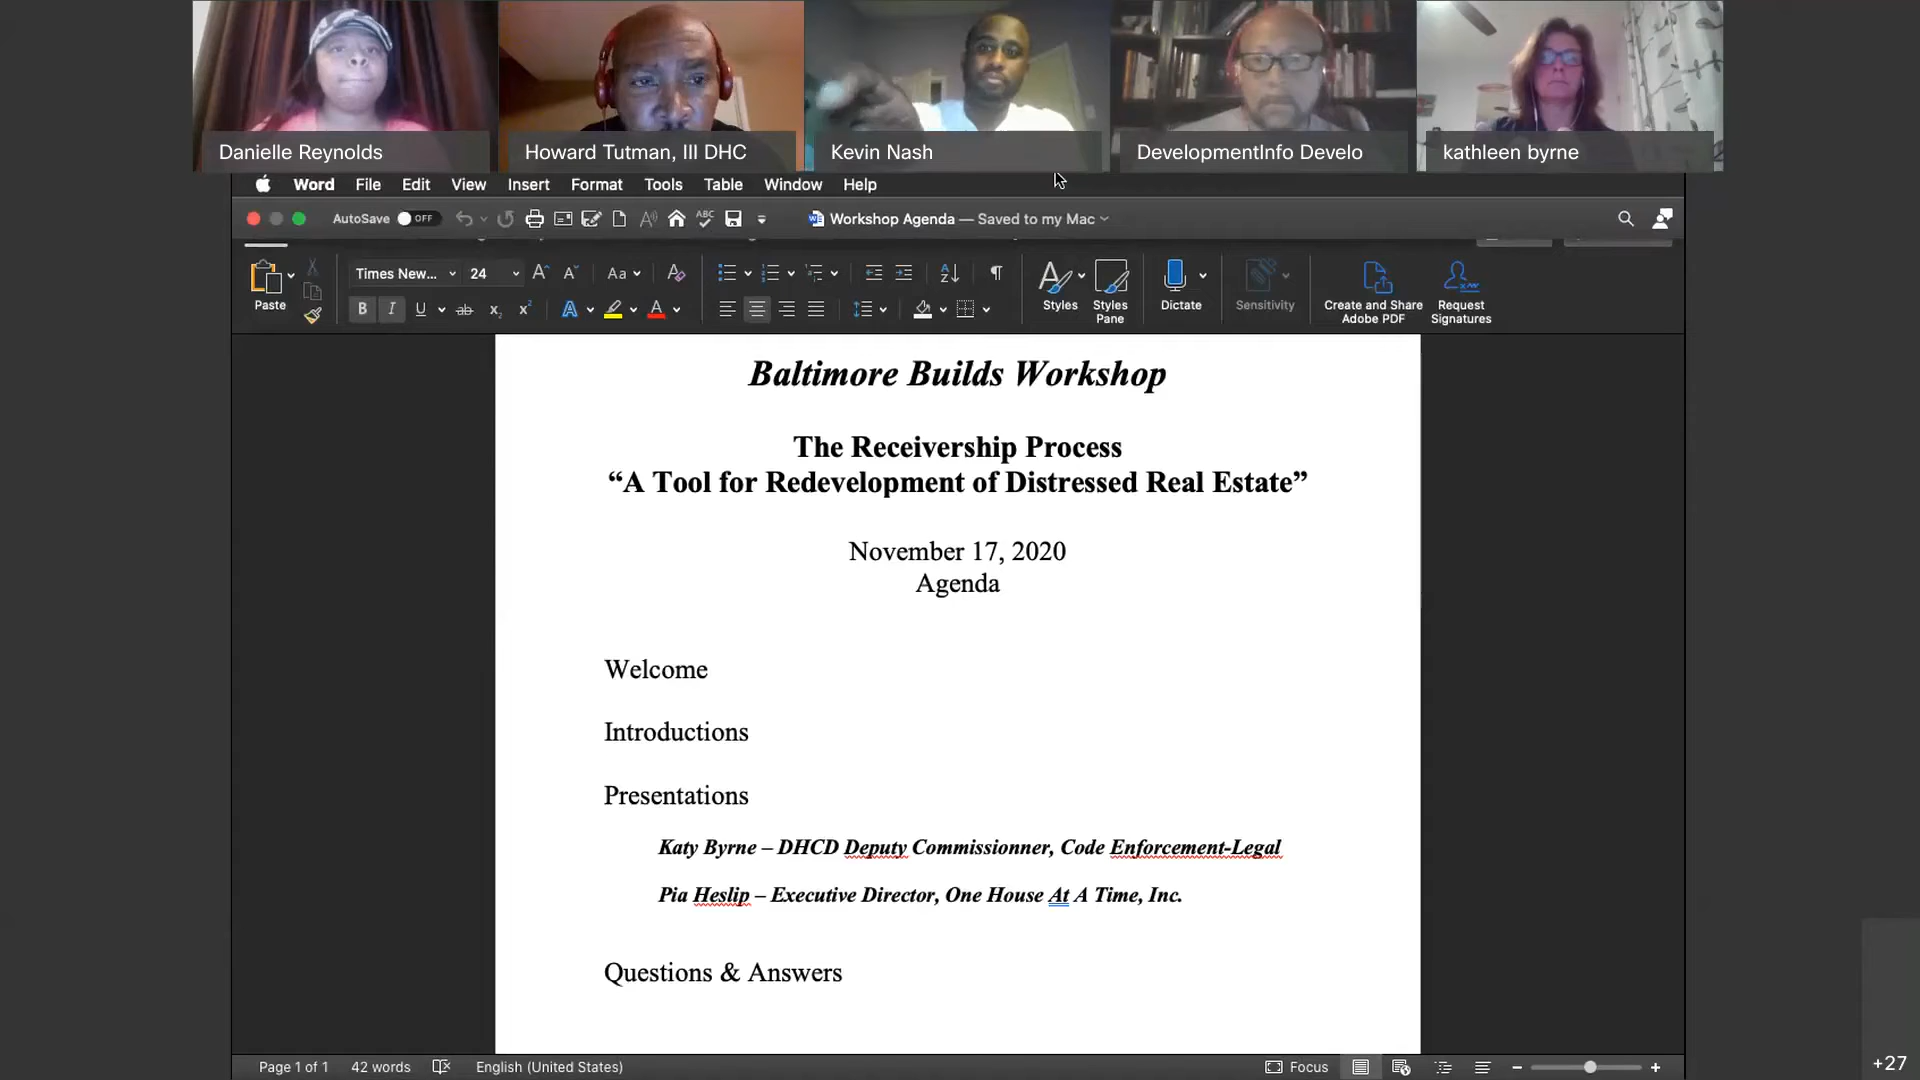 Danielle Reynolds
Howard Tutman, III DHC
Kevin Nash
DevelopmentInfo Develo
kathleen byrne
Word File Edit View Insert Format Tools Table Window Help
AutoSave OFF
Workshop Agenda — Saved to my Mac
Paste
Times New... 24
Styles
Styles Pane
Dictate
Sensitivity
Create and Share Adobe PDF
Request Signatures
Baltimore Builds Workshop
The Receivership Process
“A Tool for Redevelopment of Distressed Real Estate”
November 17, 2020
Agenda
Welcome
Introductions
Presentations
Katy Byrne – DHCD Deputy Commissionner, Code Enforcement-Legal
Pia Heslip – Executive Director, One House At A Time, Inc.
Questions & Answers
Page 1 of 1 42 words English (United States) Focus
+27